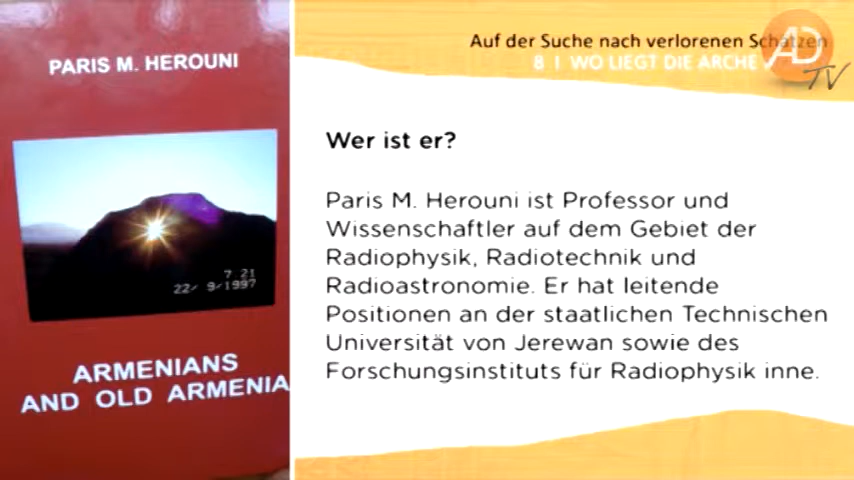 PARIS M. HEROUNI
7 21
22/ 9/1997
ARMENIANS
AND OLD ARMENIA
Auf der Suche nach verlorenen Schätzen
8 | WO LIEGT DIE ARCHE
AD
TV
Wer ist er?
Paris M. Herouni ist Professor und
Wissenschaftler auf dem Gebiet der
Radiophysik, Radiotechnik und
Radioastronomie. Er hat leitende
Positionen an der staatlichen Technischen
Universität von Jerewan sowie des
Forschungsinstituts für Radiophysik inne.